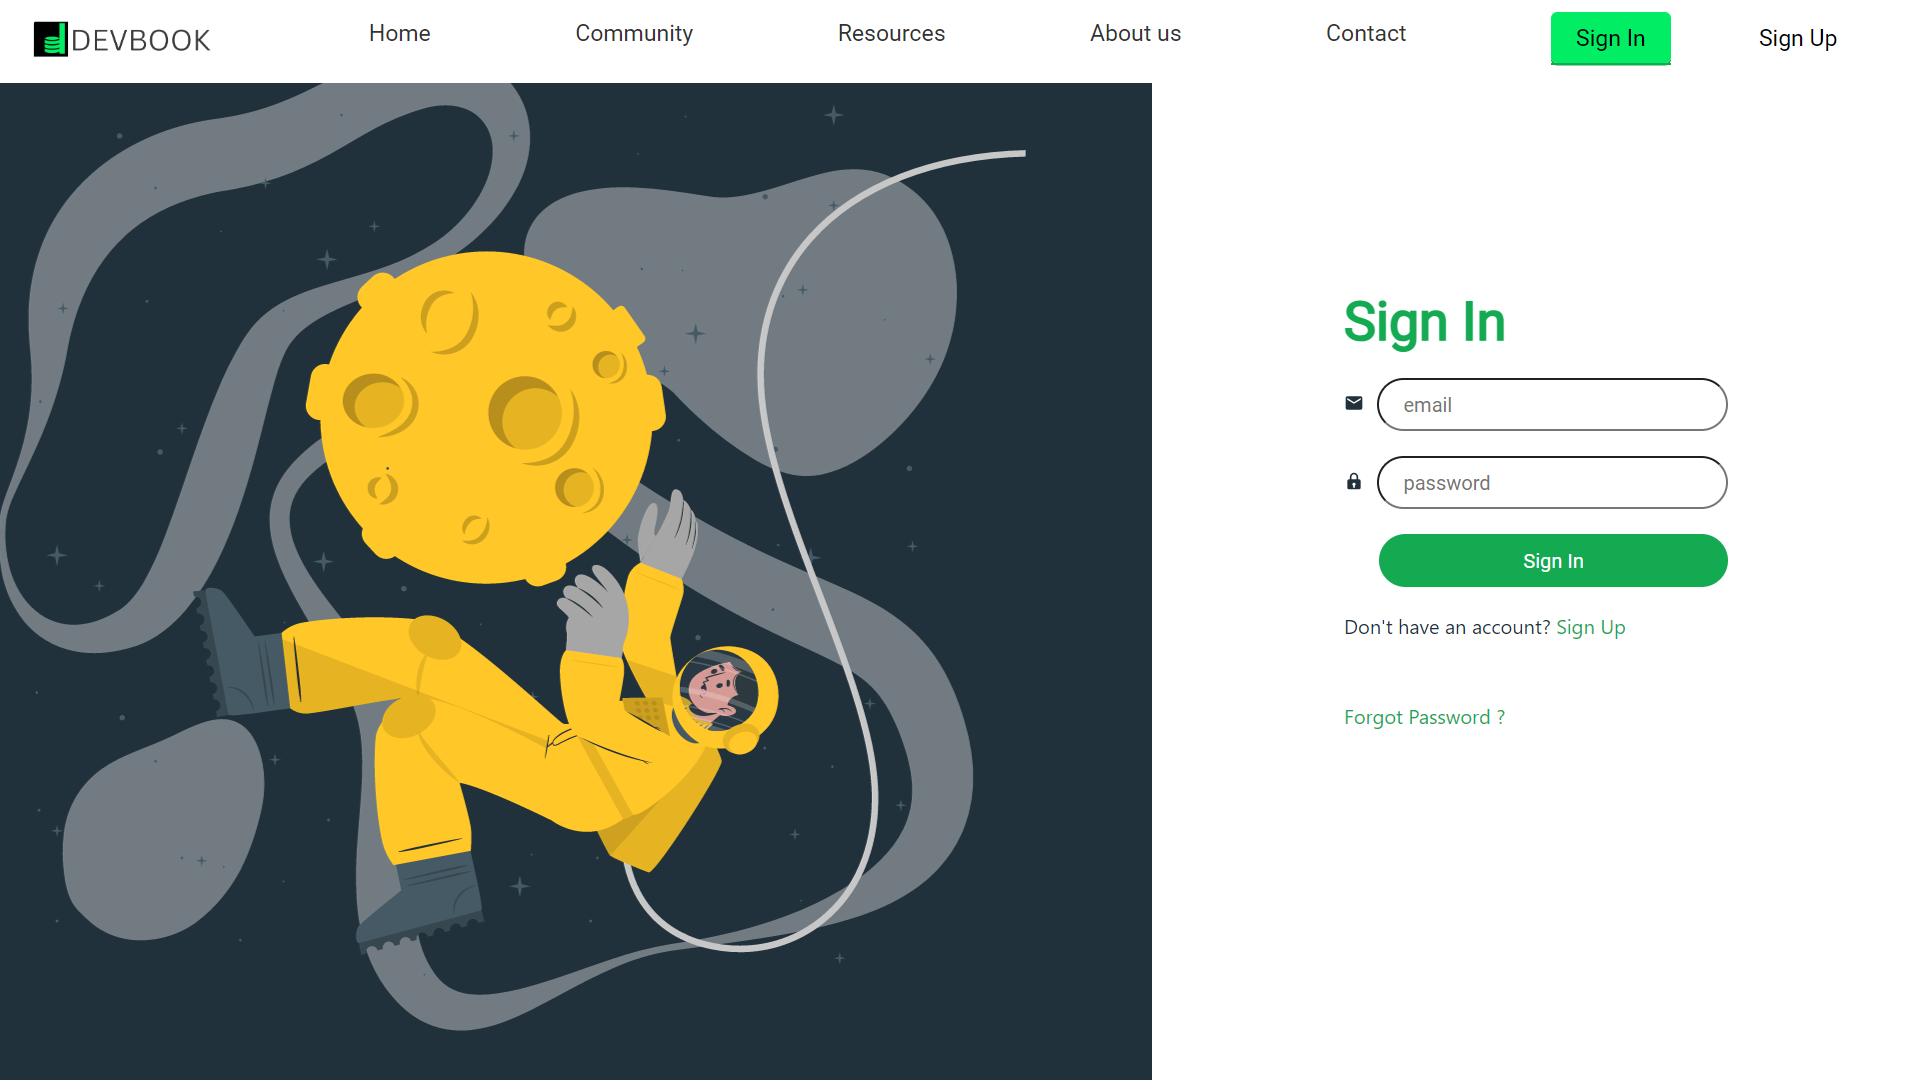 DEVBOOK
Home
Community
Resources
About us
Contact
Sign In
Sign Up
Sign In
email
password
Sign In
Don't have an account? Sign Up
Forgot Password ?